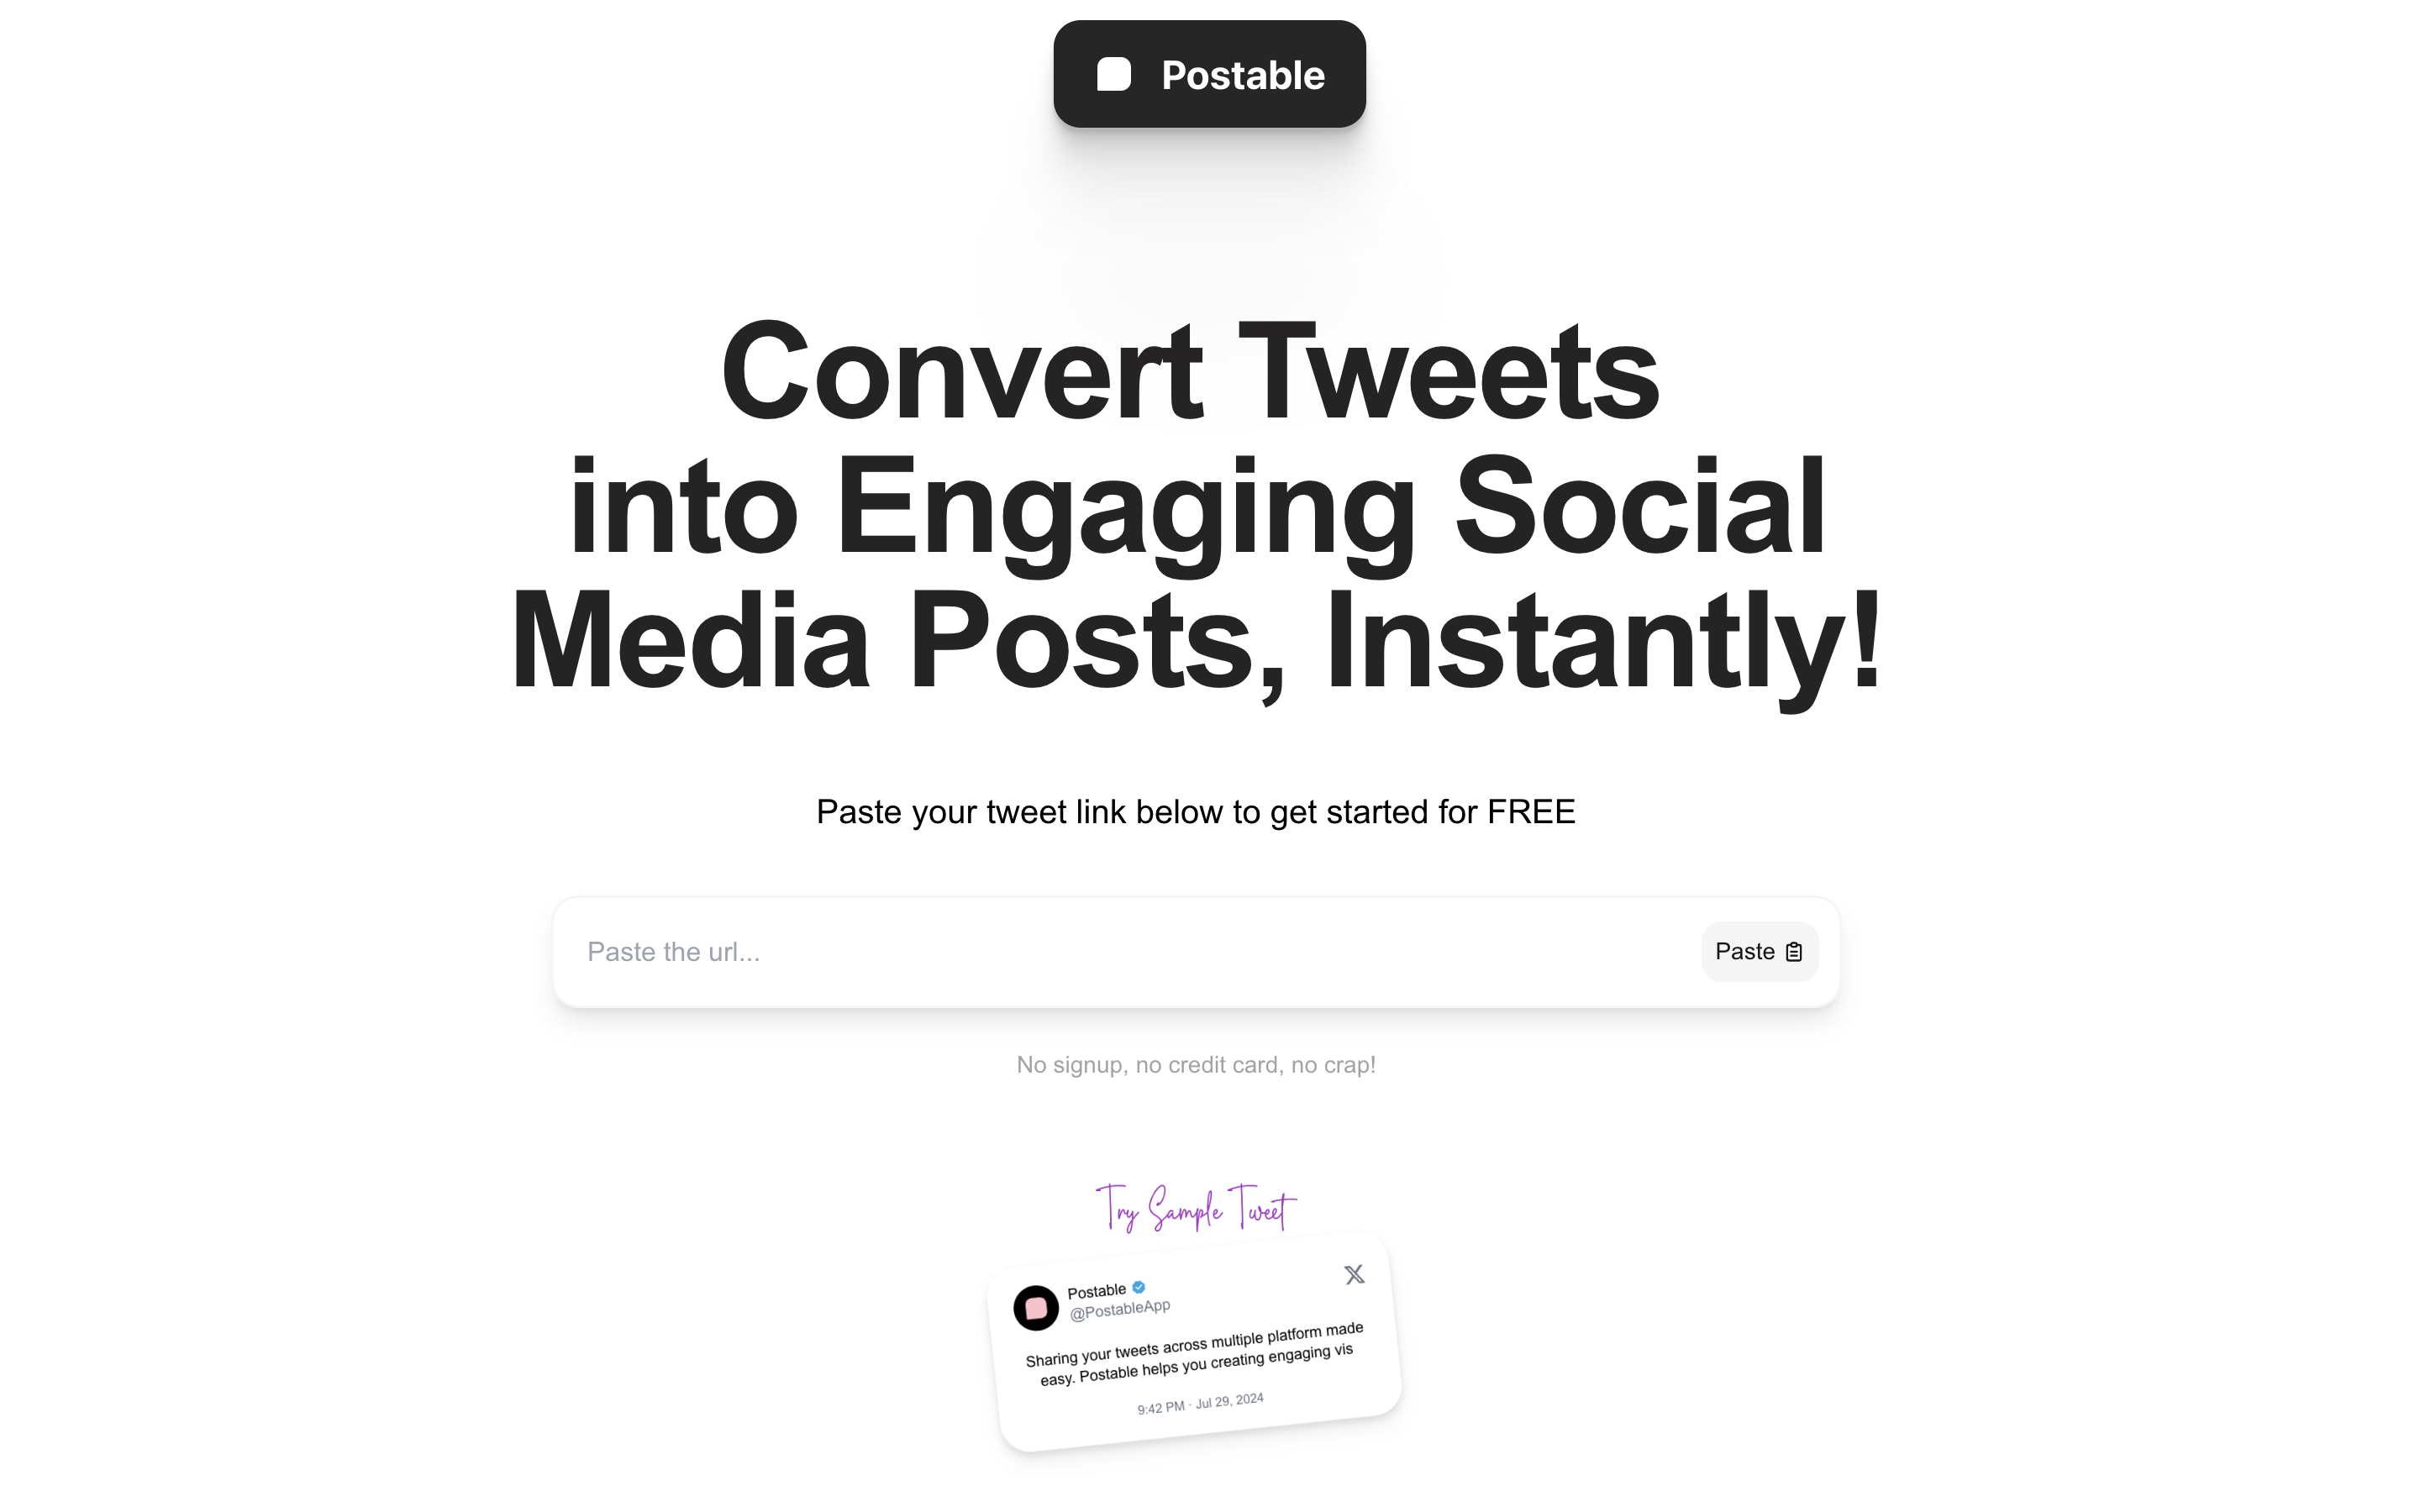 Postable
Convert Tweets
into Engaging Social
Media Posts, Instantly!
Paste your tweet link below to get started for FREE
Paste the url...
Paste
No signup, no credit card, no crap!
Try Sample Tweet
Postable
@PostableApp
Sharing your tweets across multiple platform made
easy. Postable helps you creating engaging vis
9:42 PM · Jul 29, 2024